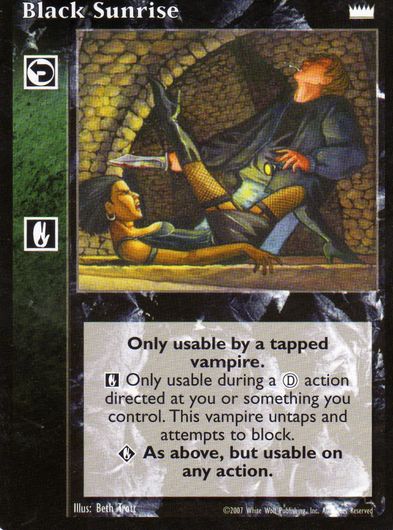 Black Sunrise
Only usable by a tapped
vampire.
Only usable during a Ⓓ action
directed at you or something you
control. This vampire untaps and
attempts to block.
As above, but usable on
any action.
Illus: Beth Trott
©2007 White Wolf Publishing, Inc. All Rights Reserved